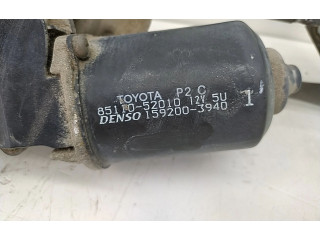 TOYOTA P2 C
85110-52010 12V 5U
DENSO 159200-3940
1